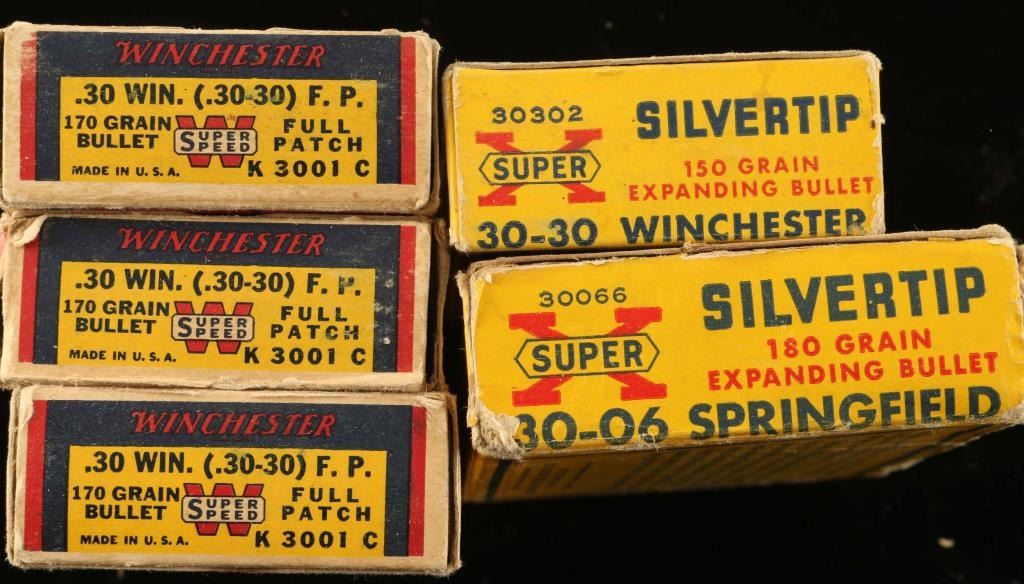 WINCHESTER
.30 WIN. (.30-30) F. P.
170 GRAIN BULLET
SUPER SPEED
FULL PATCH
MADE IN U. S. A.
K 3001 C
WINCHESTER
.30 WIN. (.30-30) F. P.
170 GRAIN BULLET
SUPER SPEED
FULL PATCH
MADE IN U. S. A.
K 3001 C
WINCHESTER
.30 WIN. (.30-30) F. P.
170 GRAIN BULLET
W
SUPER SPEED
FULL PATCH
MADE IN U. S. A.
K 3001 C
30302
SUPER X
SILVERTIP
150 GRAIN
EXPANDING BULLET
30-30 WINCHESTER
30066
SUPER X
SILVERTIP
180 GRAIN
EXPANDING BULLET
30-06 SPRINGFIELD